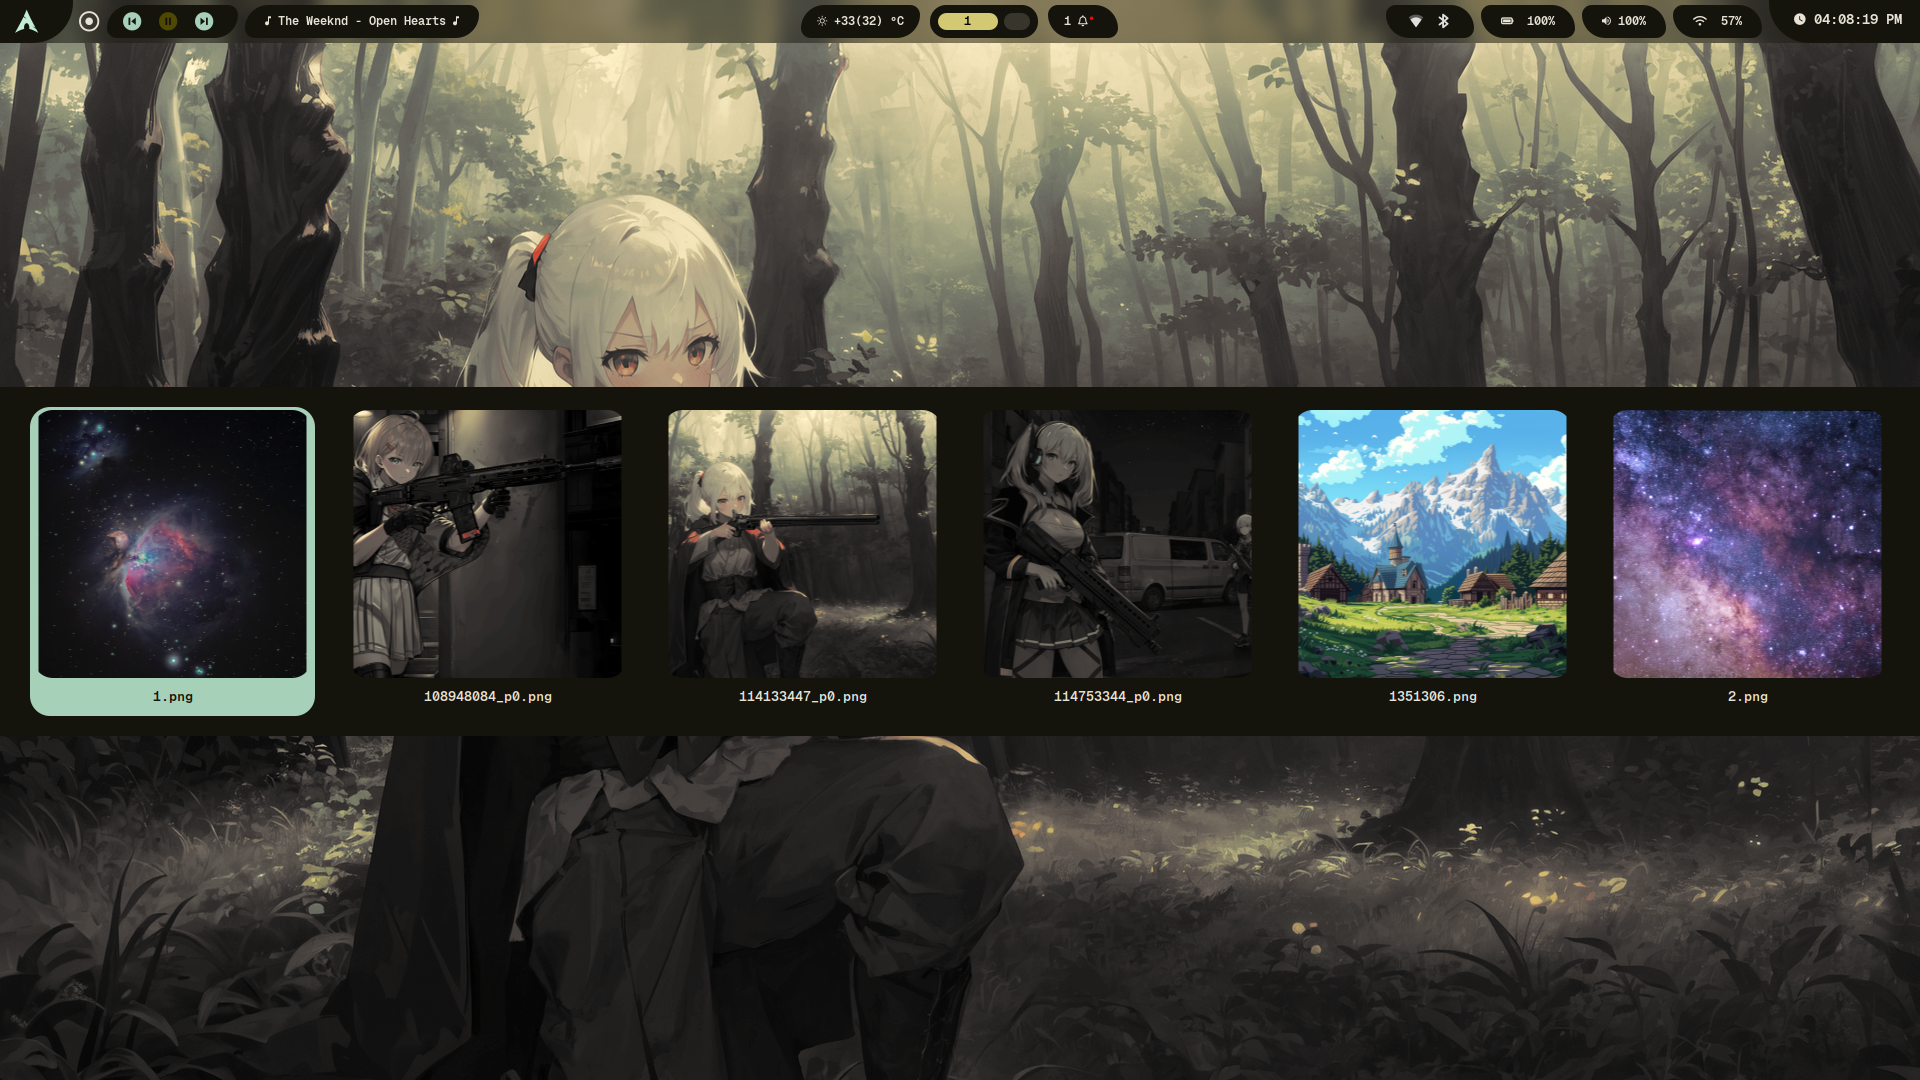 ♪ The Weeknd - Open Hearts ♪
+33(32) °C
1
1
100%
100%
57%
04:08:19 PM
1.png
108948084_p0.png
114133447_p0.png
114753344_p0.png
1351306.png
2.png